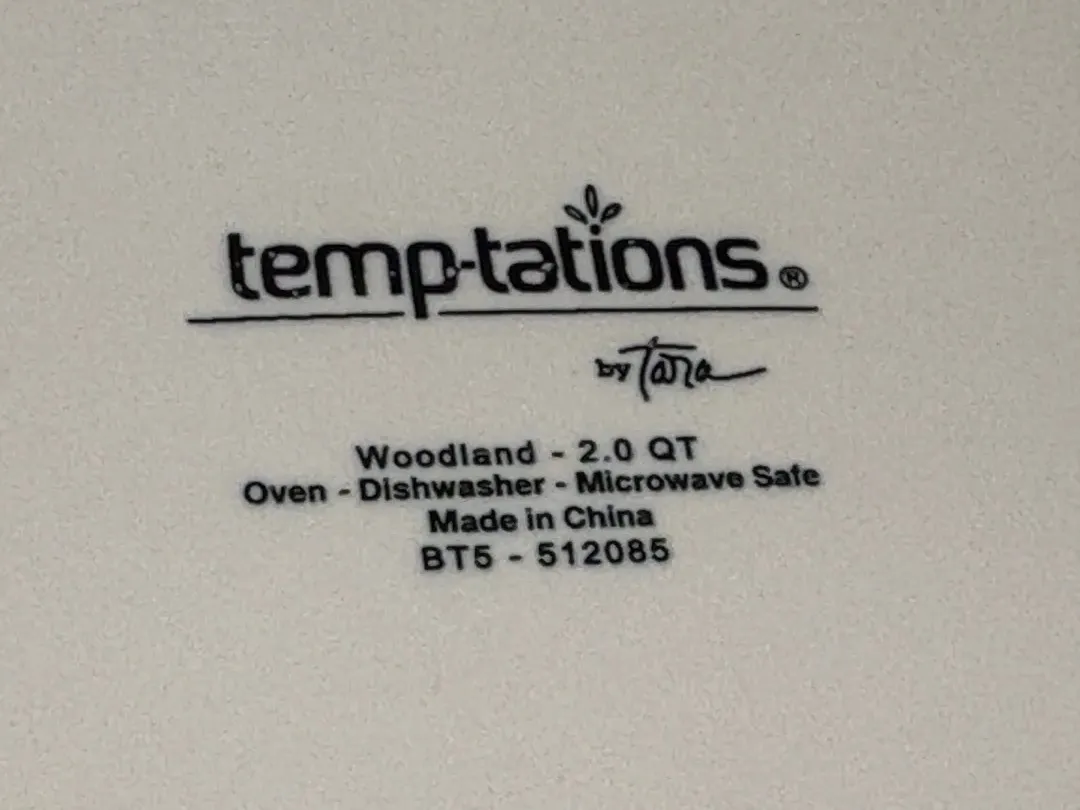 temp-tations®
by Tara
Woodland - 2.0 QT
Oven - Dishwasher - Microwave Safe
Made in China
BT5 - 512085